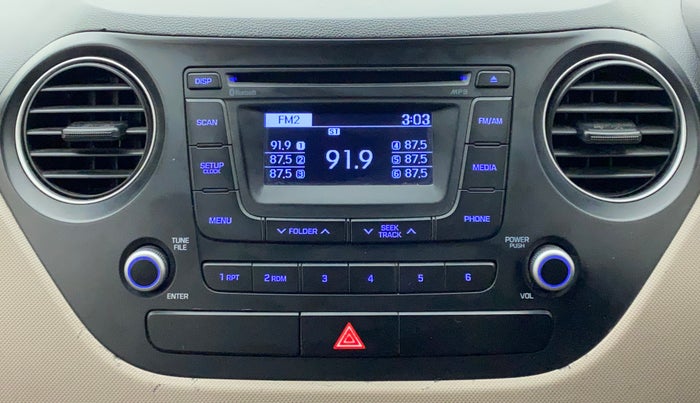 DISP
Bluetooth
MP3
SCAN
FM2
3:03
FM/AM
ST
91.9 1
4 87.5
87.5 2
91.9
5 87.5
87.5 3
6 87.5
SETUP
CLOCK
MEDIA
MENU
FOLDER
SEEK
TRACK
PHONE
TUNE
FILE
POWER
PUSH
1 RPT
2 RDM
3
4
5
6
ENTER
VOL